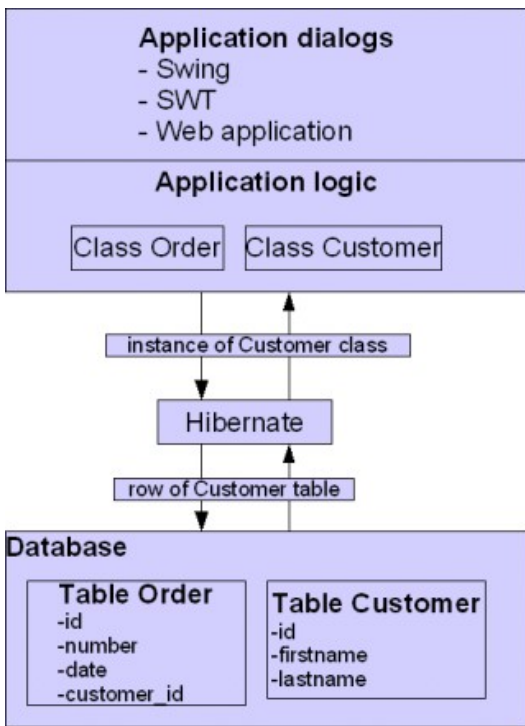 Application dialogs
- Swing
- SWT
- Web application
Application logic
Class Order
Class Customer
instance of Customer class
Hibernate
row of Customer table
Database
Table Order
-id
-number
-date
-customer_id
Table Customer
-id
-firstname
-lastname